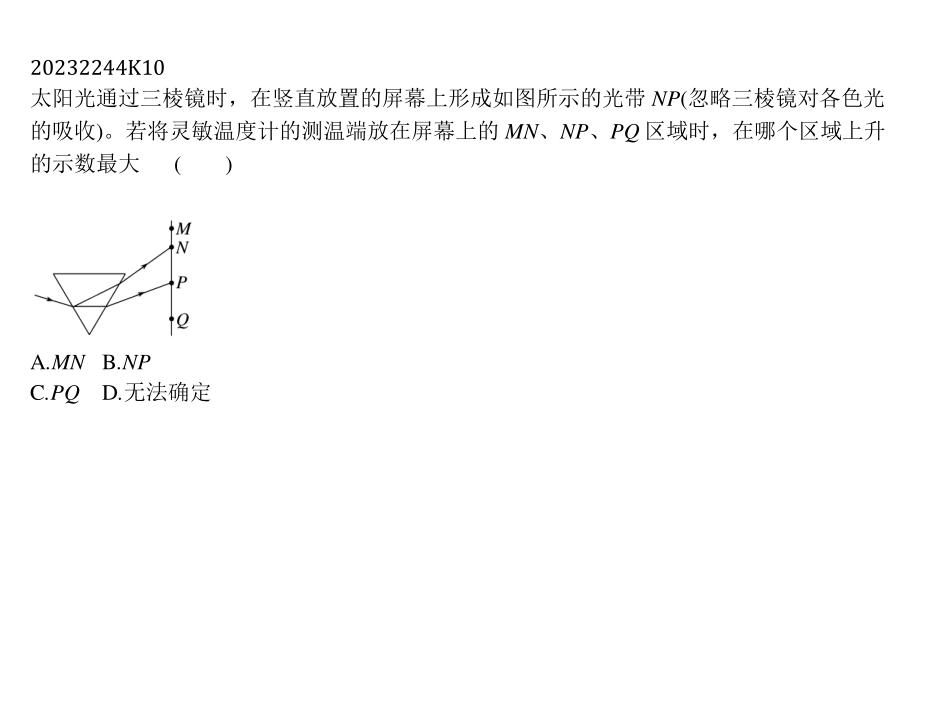 20232244K10
太阳光通过三棱镜时，在竖直放置的屏幕上形成如图所示的光带 NP(忽略三棱镜对各色光
的吸收)。若将灵敏温度计的测温端放在屏幕上的 MN、NP、PQ 区域时，在哪个区域上升
的示数最大 (  )
M
N
P
Q
A.MN B.NP
C.PQ D.无法确定